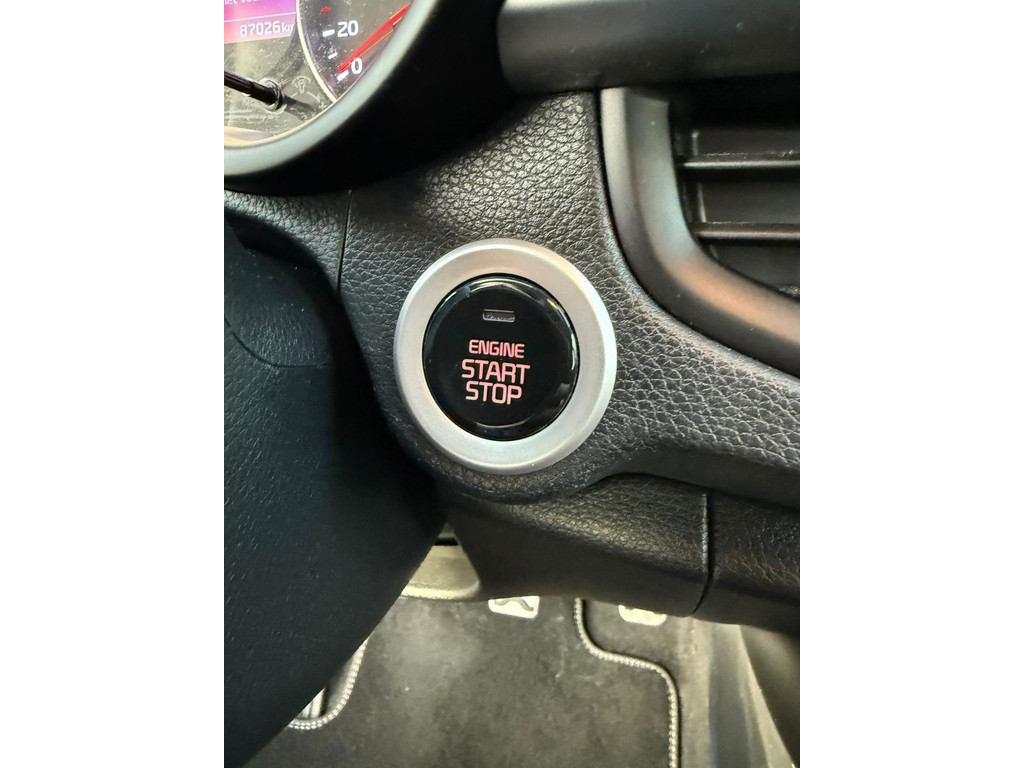 87026km
20
0
ENGINE
START
STOP